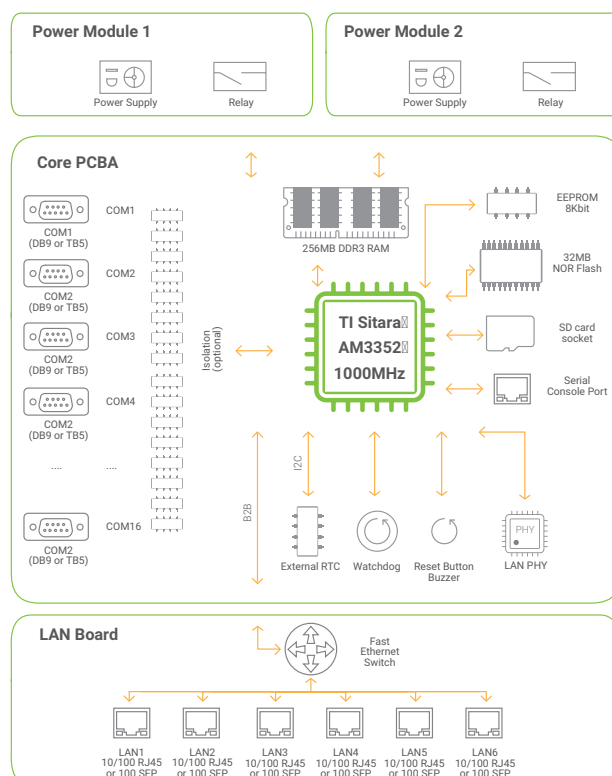 Power Module 1
Power Supply
Relay
Power Module 2
Power Supply
Relay
Core PCBA
COM1
(DB9 or TB5)
COM1
COM2
(DB9 or TB5)
COM2
COM2
(DB9 or TB5)
COM3
COM2
(DB9 or TB5)
COM4
....
....
COM2
(DB9 or TB5)
COM16
Isolation
(optional)
256MB DDR3 RAM
TI Sitara
AM3352
1000MHz
EEPROM
8Kbit
32MB
NOR Flash
SD card
socket
Serial
Console Port
B2B
I2C
External RTC
Watchdog
Reset Button
Buzzer
PHY
LAN PHY
LAN Board
Fast
Ethernet
Switch
LAN1
10/100 RJ45
or 100 SFP
LAN2
10/100 RJ45
or 100 SFP
LAN3
10/100 RJ45
or 100 SFP
LAN4
10/100 RJ45
or 100 SFP
LAN5
10/100 RJ45
or 100 SFP
LAN6
10/100 RJ45
or 100 SFP